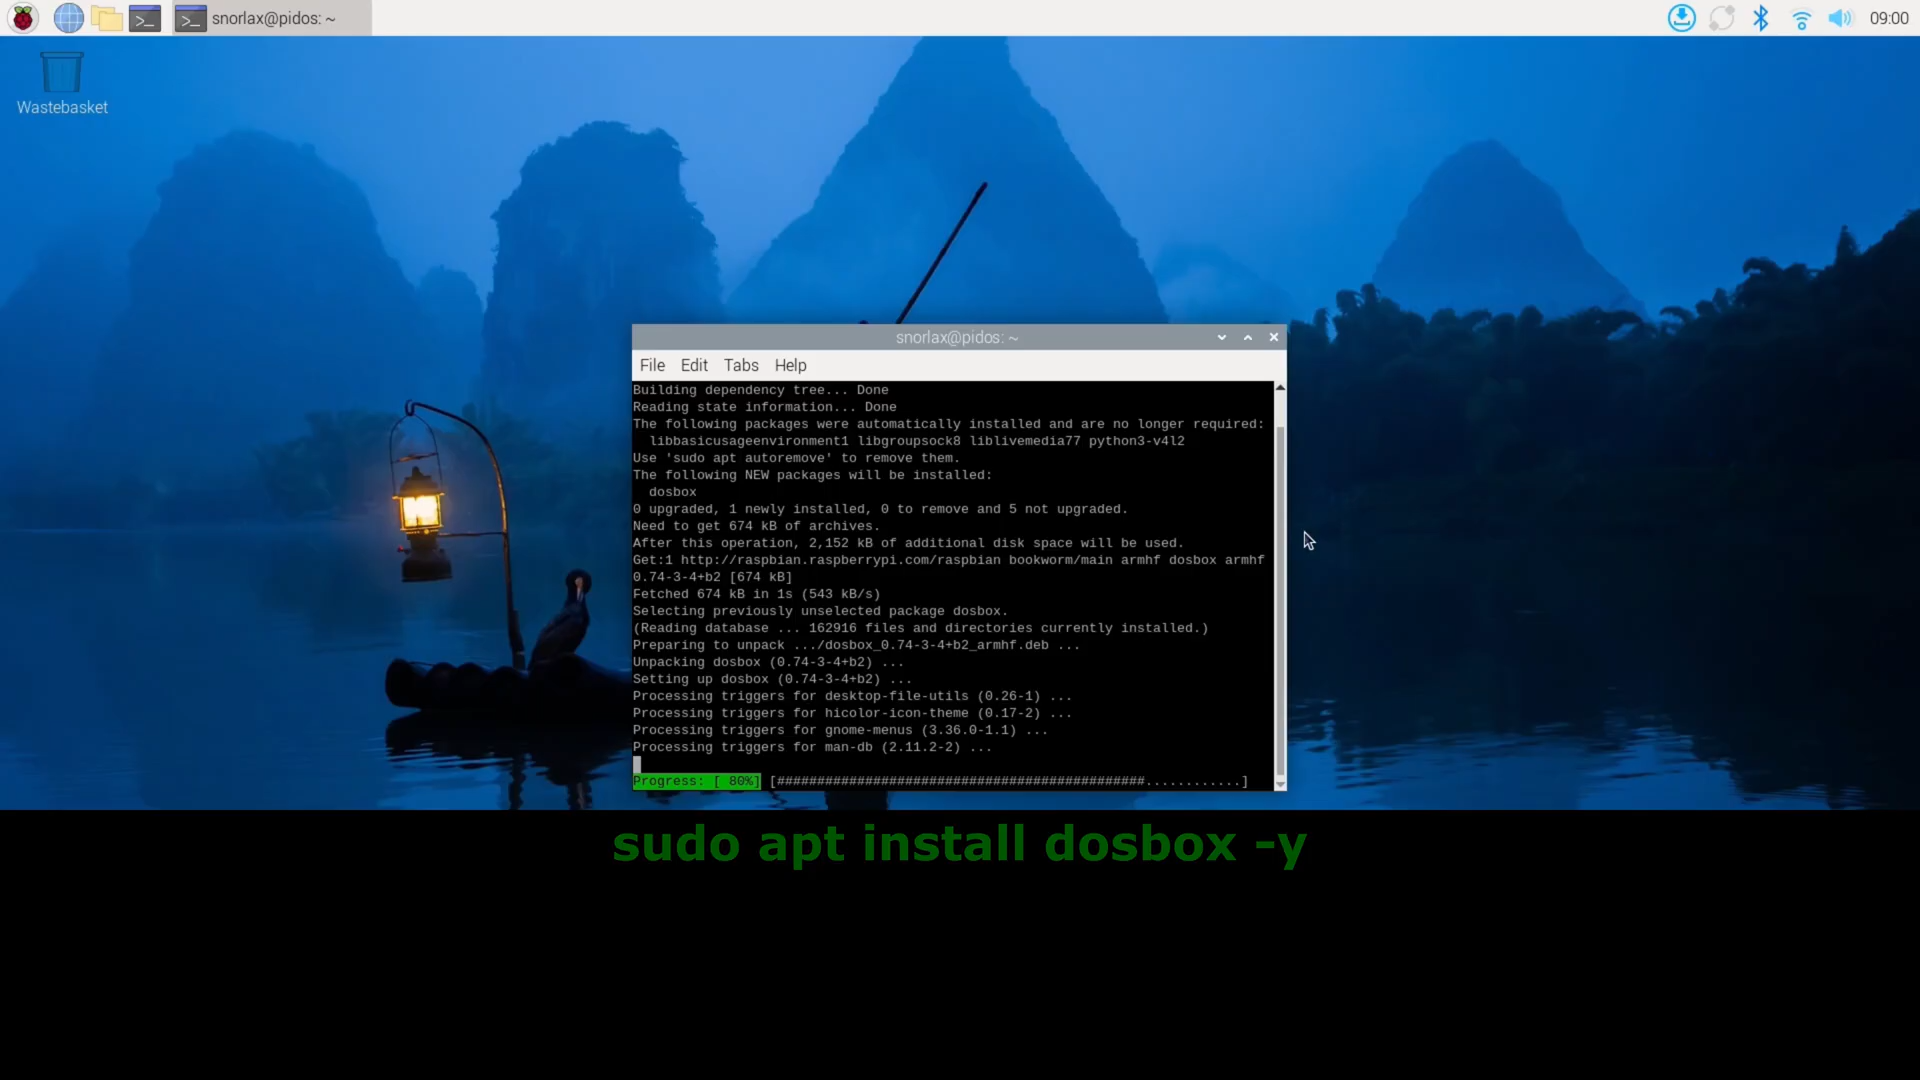 snorlax@pidos: ~
09:00
Wastebasket
snorlax@pidos: ~
File Edit Tabs Help
Building dependency tree... Done
Reading state information... Done
The following packages were automatically installed and are no longer required:
  libbasicusageenvironment1 libgroupsock8 liblivemedia77 python3-v4l2
Use 'sudo apt autoremove' to remove them.
The following NEW packages will be installed:
  dosbox
0 upgraded, 1 newly installed, 0 to remove and 5 not upgraded.
Need to get 674 kB of archives.
After this operation, 2,152 kB of additional disk space will be used.
Get:1 http://raspbian.raspberrypi.com/raspbian bookworm/main armhf dosbox armhf
0.74-3-4+b2 [674 kB]
Fetched 674 kB in 1s (543 kB/s)
Selecting previously unselected package dosbox.
(Reading database ... 162916 files and directories currently installed.)
Preparing to unpack .../dosbox_0.74-3-4+b2_armhf.deb ...
Unpacking dosbox (0.74-3-4+b2) ...
Setting up dosbox (0.74-3-4+b2) ...
Processing triggers for desktop-file-utils (0.26-1) ...
Processing triggers for hicolor-icon-theme (0.17-2) ...
Processing triggers for gnome-menus (3.36.0-1.1) ...
Processing triggers for man-db (2.11.2-2) ...
Progress: [ 80%] [##############################################............]
sudo apt install dosbox -y